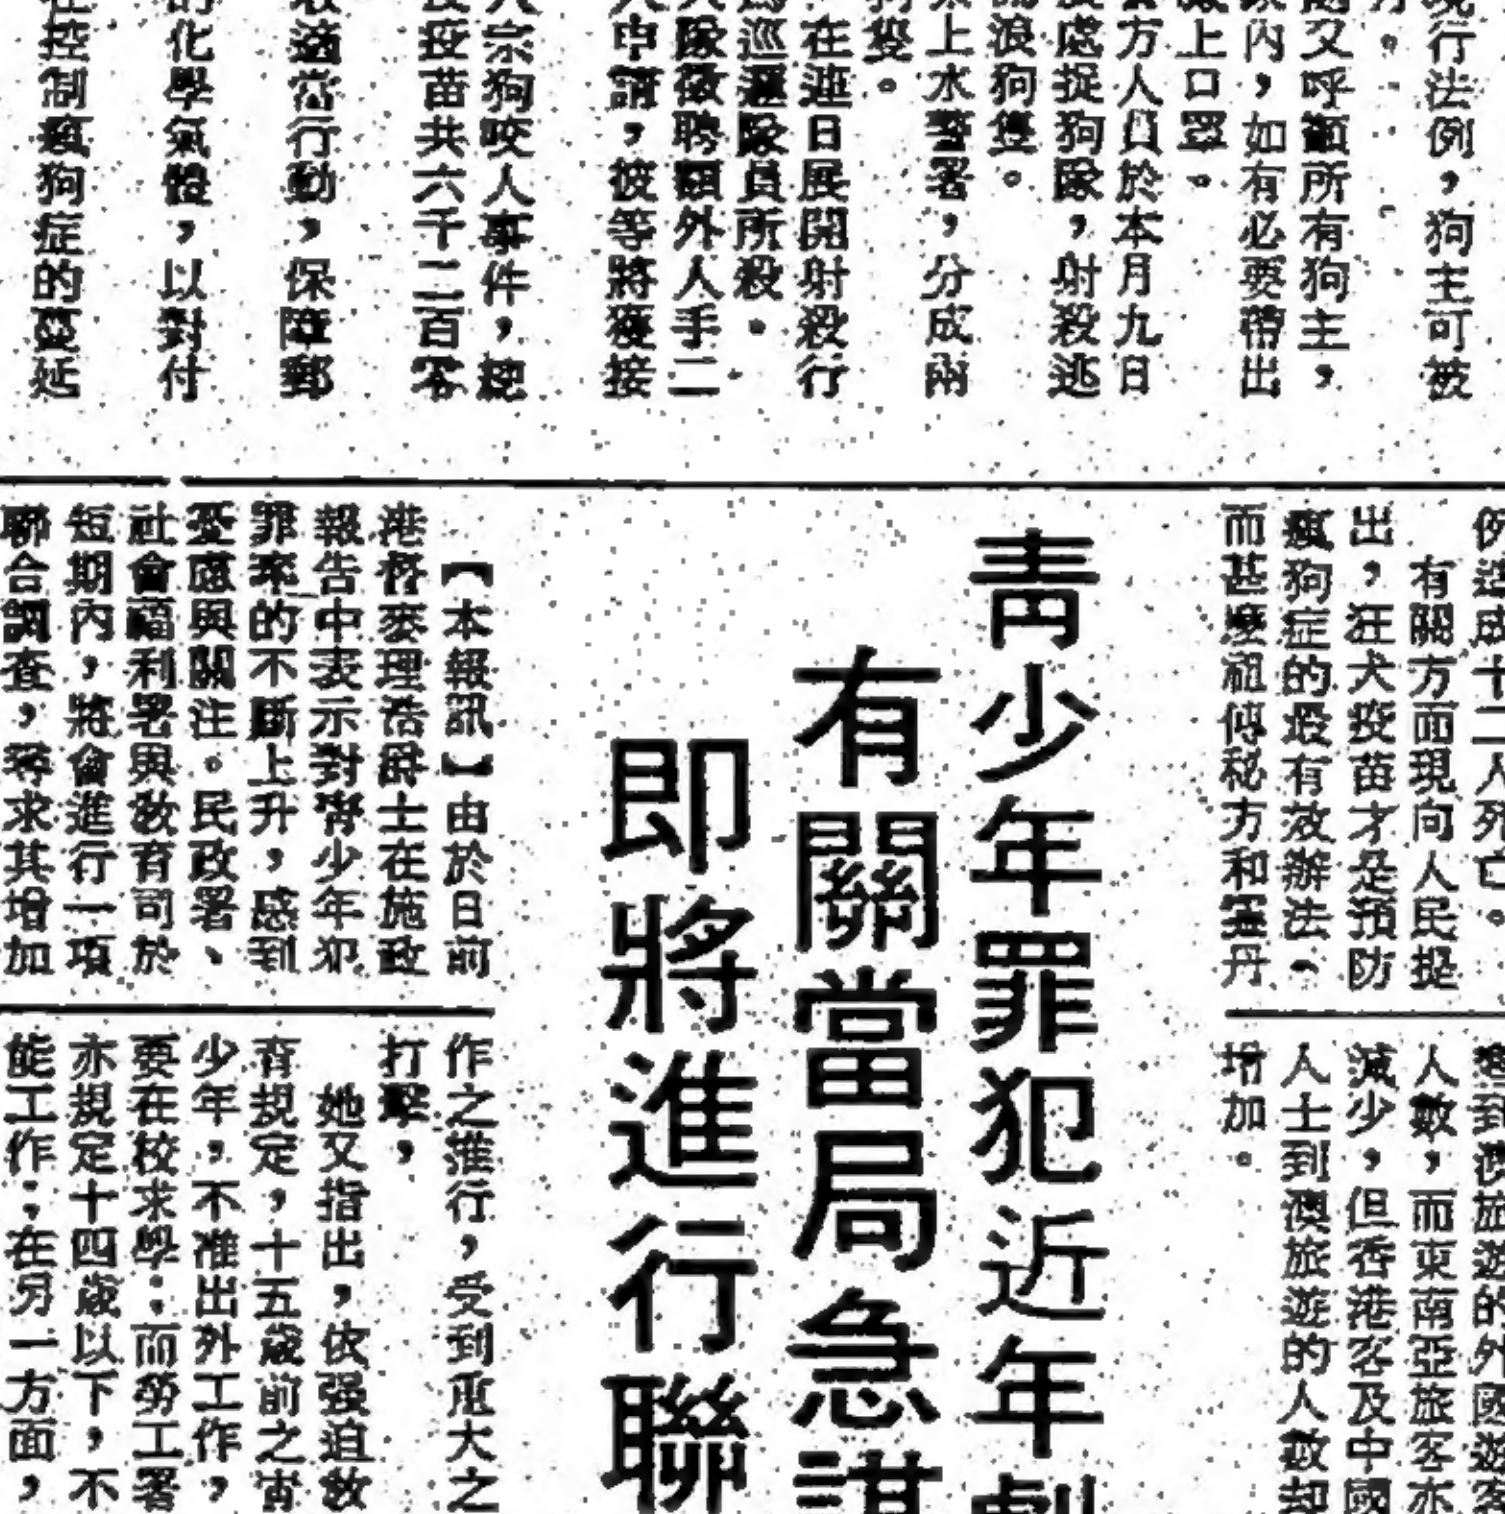 現行法例，狗主可被
又呼籲所有狗主，
內，如有必要帶出
上口罩。
方人員於本月九日
處捉狗隊，射殺逃
浪狗隻。
上水警署，分成兩
在連日展開射殺行
巡邏隊員所殺。
隊徵聘額外人手二
申請，彼等將獲接
宗狗咬人事件，總
疫苗共六千二百零
適當行動，保障郵
的化學氣體，以對付
在控制瘋狗症的蔓延
例造成十二人死亡。
有關方面現向人民提
出，狂犬疫苗才是預防
瘋狗症的最有效辦法，
而甚麼祖傳秘方和靈丹
到澳旅遊的外國遊客
人數，而東南亞旅客亦
減少，但香港客及中國
人士到澳旅遊的人數却
增加。
青少年罪犯近年劇
有關當局急謀
即將進行聯
【本報訊】由於日前
港督麥理浩爵士在施政
報告中表示對青少年犯
罪率的不斷上升，感到
憂慮與關注。民政署、
社會福利署與敎育司於
短期內，將會進行一項
聯合調查，尋求其增加
作之進行，受到重大之
打擊，
她又指出，依强迫敎
育規定，十五歲前之靑
少年，不准出外工作，
要在校求學；而勞工署
亦規定十四歲以下，不
能工作；在另一方面，